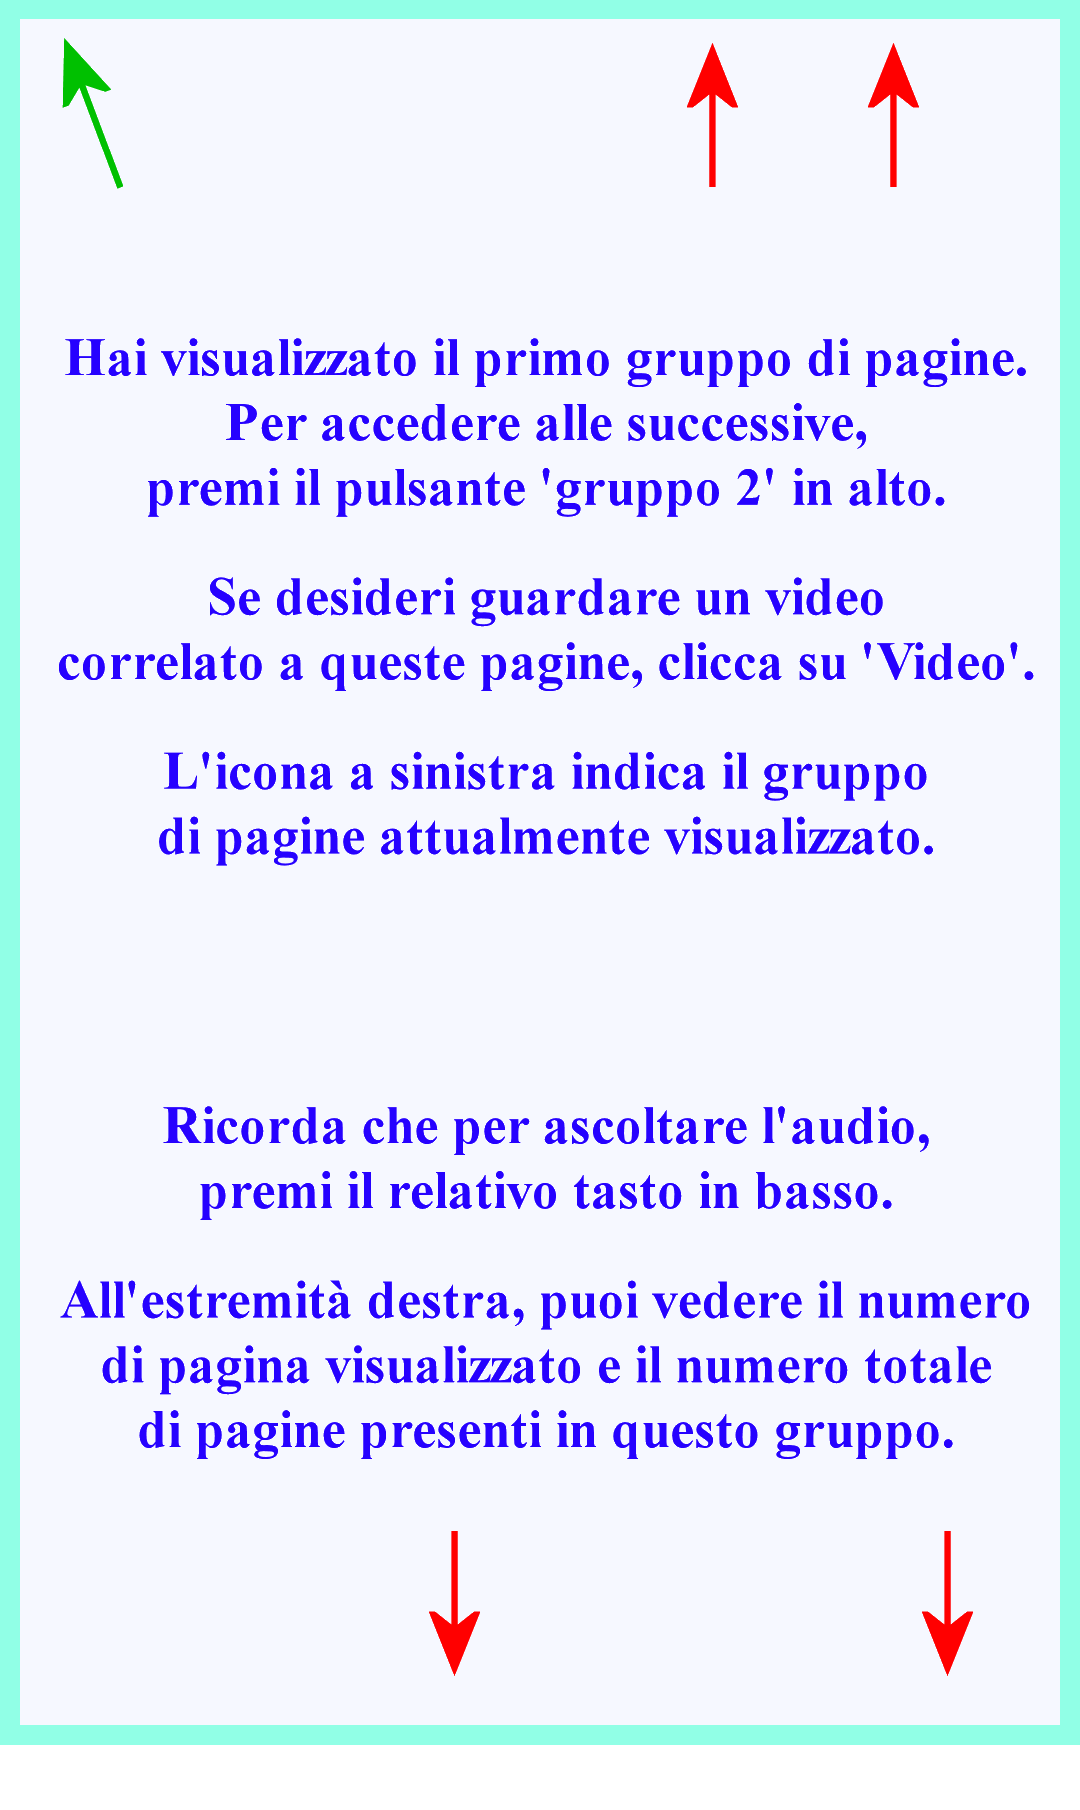 Hai visualizzato il primo gruppo di pagine.
Per accedere alle successive,
premi il pulsante 'gruppo 2' in alto.
Se desideri guardare un video
correlato a queste pagine, clicca su 'Video'.
L'icona a sinistra indica il gruppo
di pagine attualmente visualizzato.
Ricorda che per ascoltare l'audio,
premi il relativo tasto in basso.
All'estremità destra, puoi vedere il numero
di pagina visualizzato e il numero totale
di pagine presenti in questo gruppo.